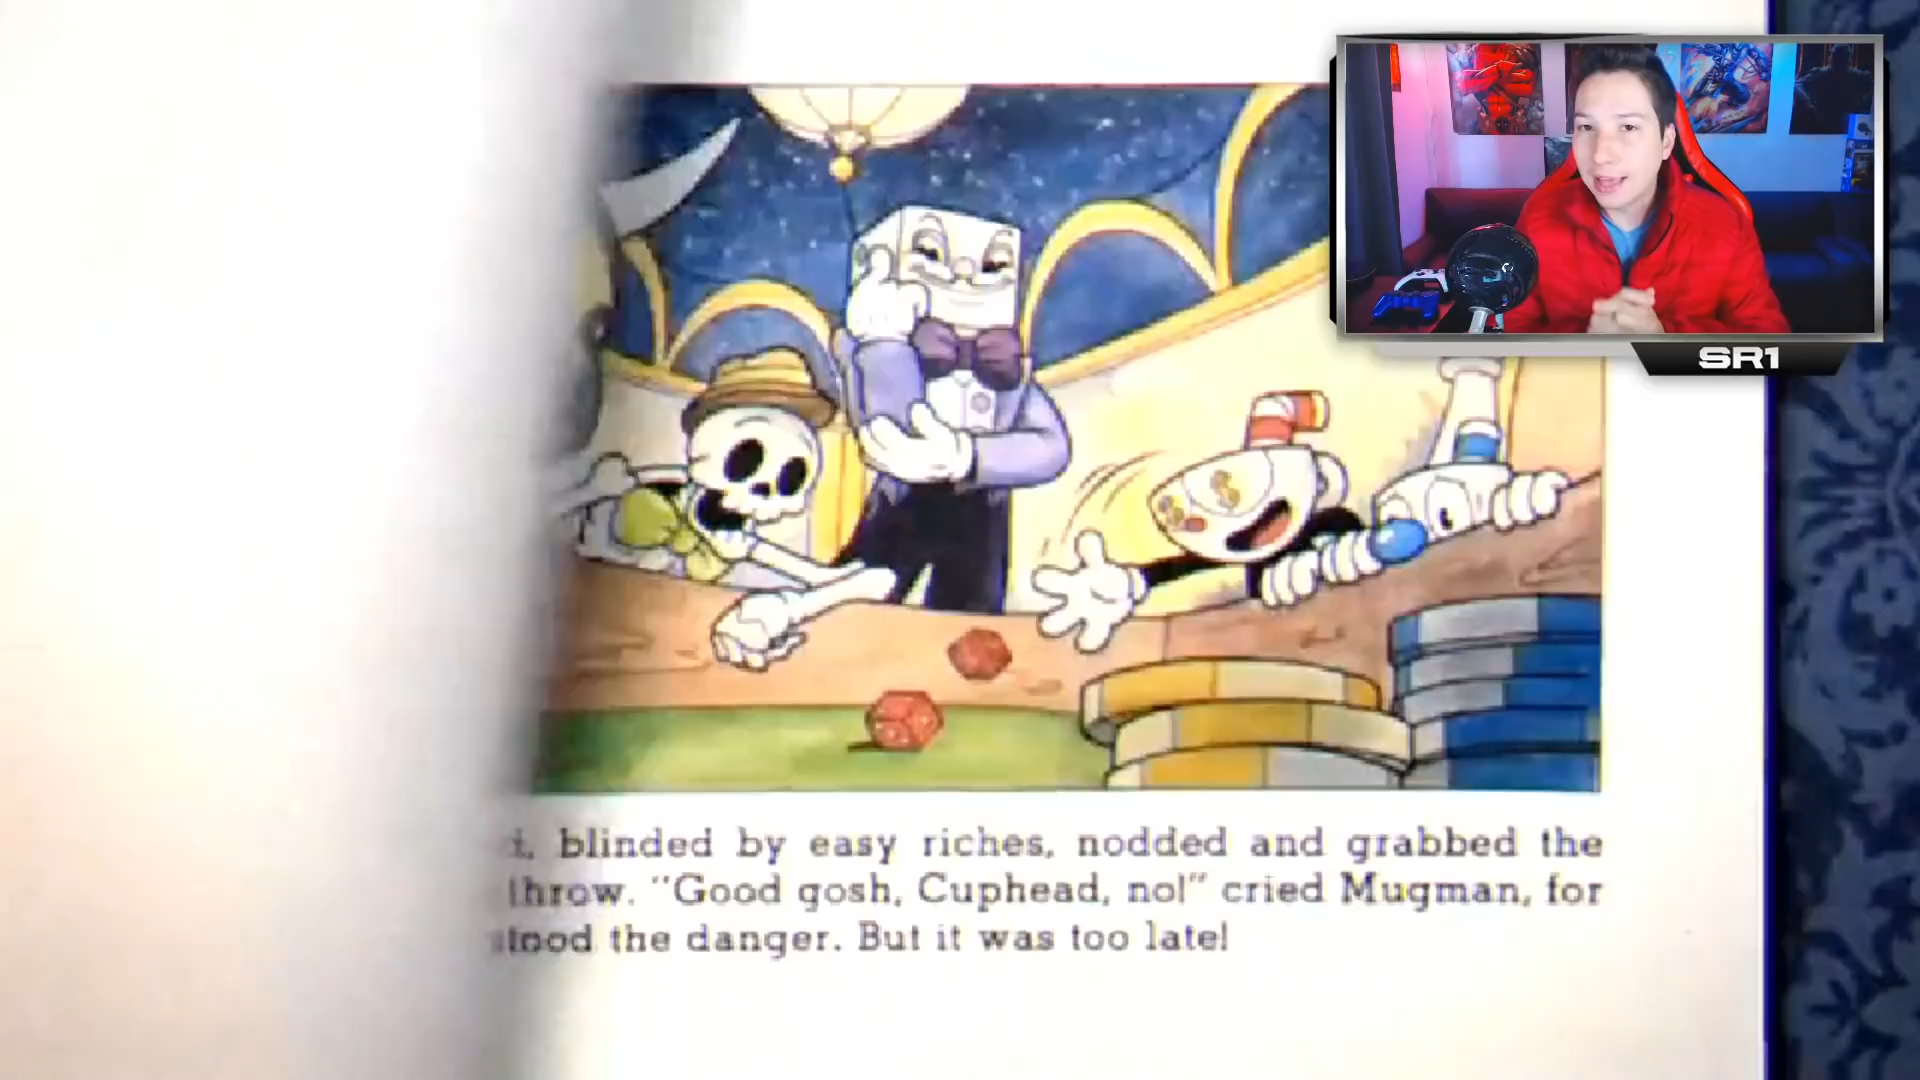 SR1
blinded by easy riches, nodded and grabbed the
throw. "Good gosh, Cuphead, no!" cried Mugman, for
stood the danger. But it was too late!